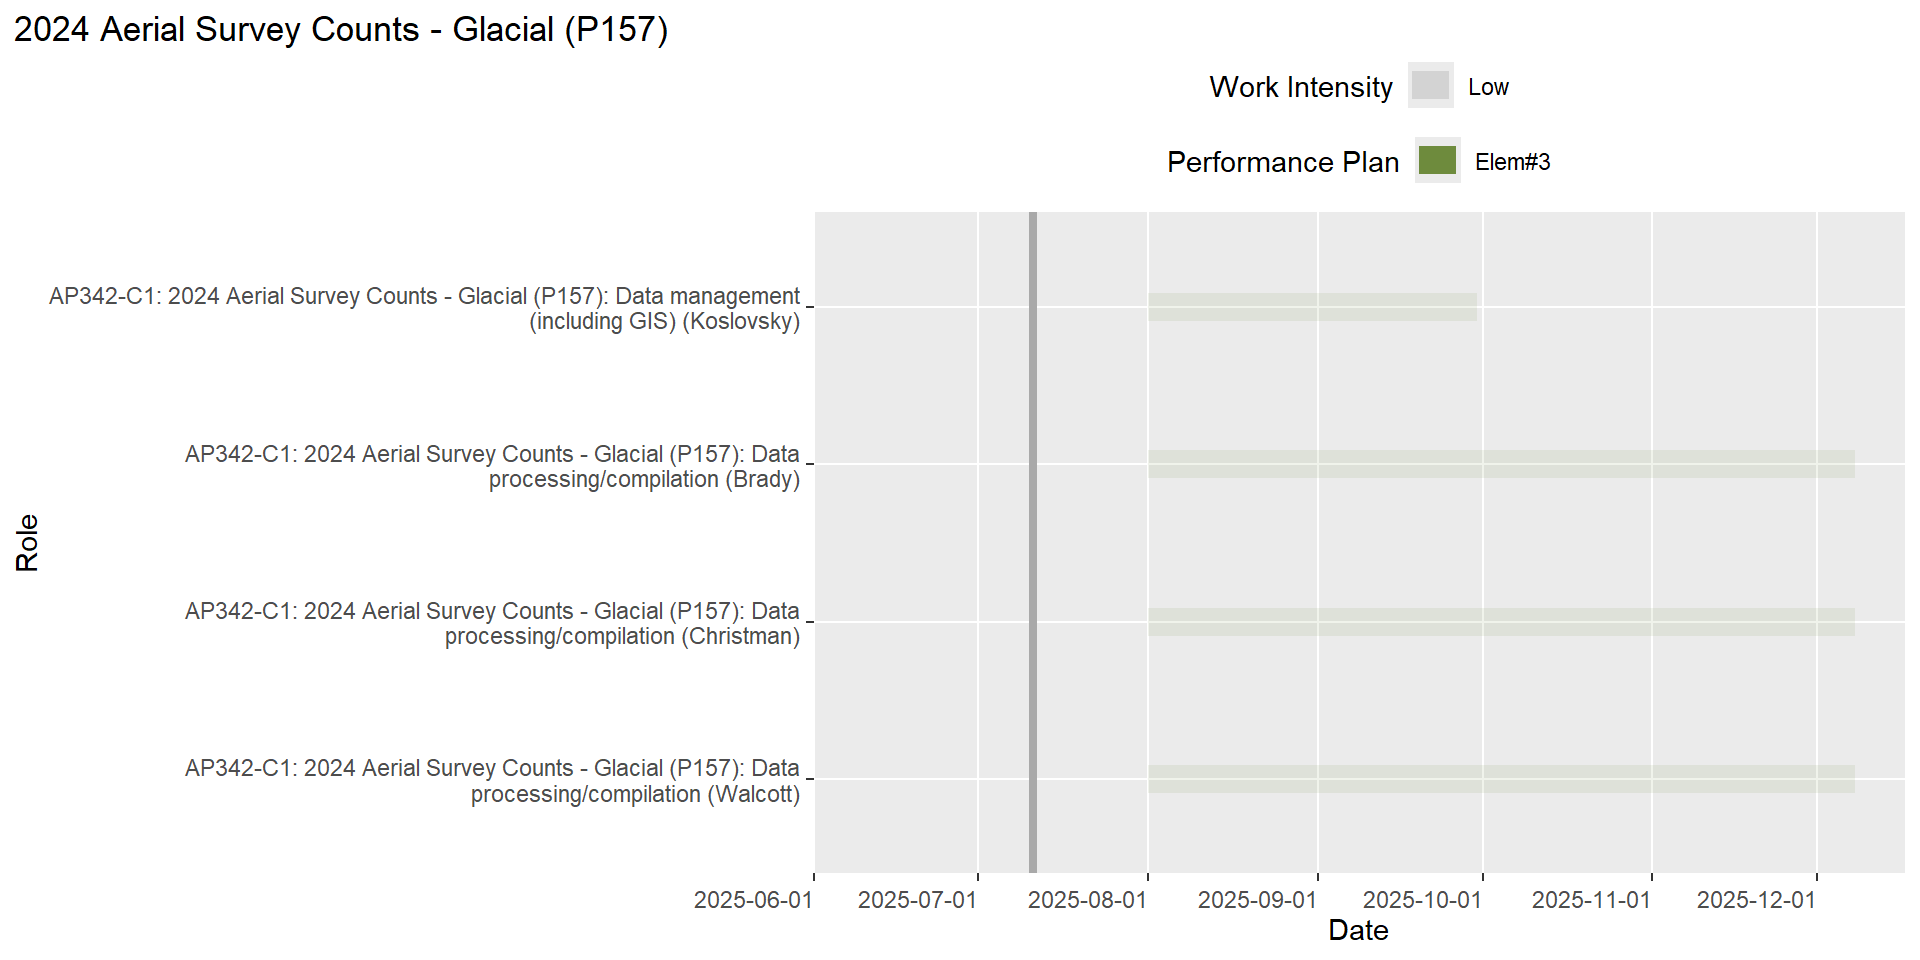 2024 Aerial Survey Counts - Glacial (P157)
Work Intensity Low
Performance Plan Elem#3
AP342-C1: 2024 Aerial Survey Counts - Glacial (P157): Data management
(including GIS) (Koslovsky)
AP342-C1: 2024 Aerial Survey Counts - Glacial (P157): Data
processing/compilation (Brady)
AP342-C1: 2024 Aerial Survey Counts - Glacial (P157): Data
processing/compilation (Christman)
AP342-C1: 2024 Aerial Survey Counts - Glacial (P157): Data
processing/compilation (Walcott)
Role
2025-06-01 2025-07-01 2025-08-01 2025-09-01 2025-10-01 2025-11-01 2025-12-01
Date